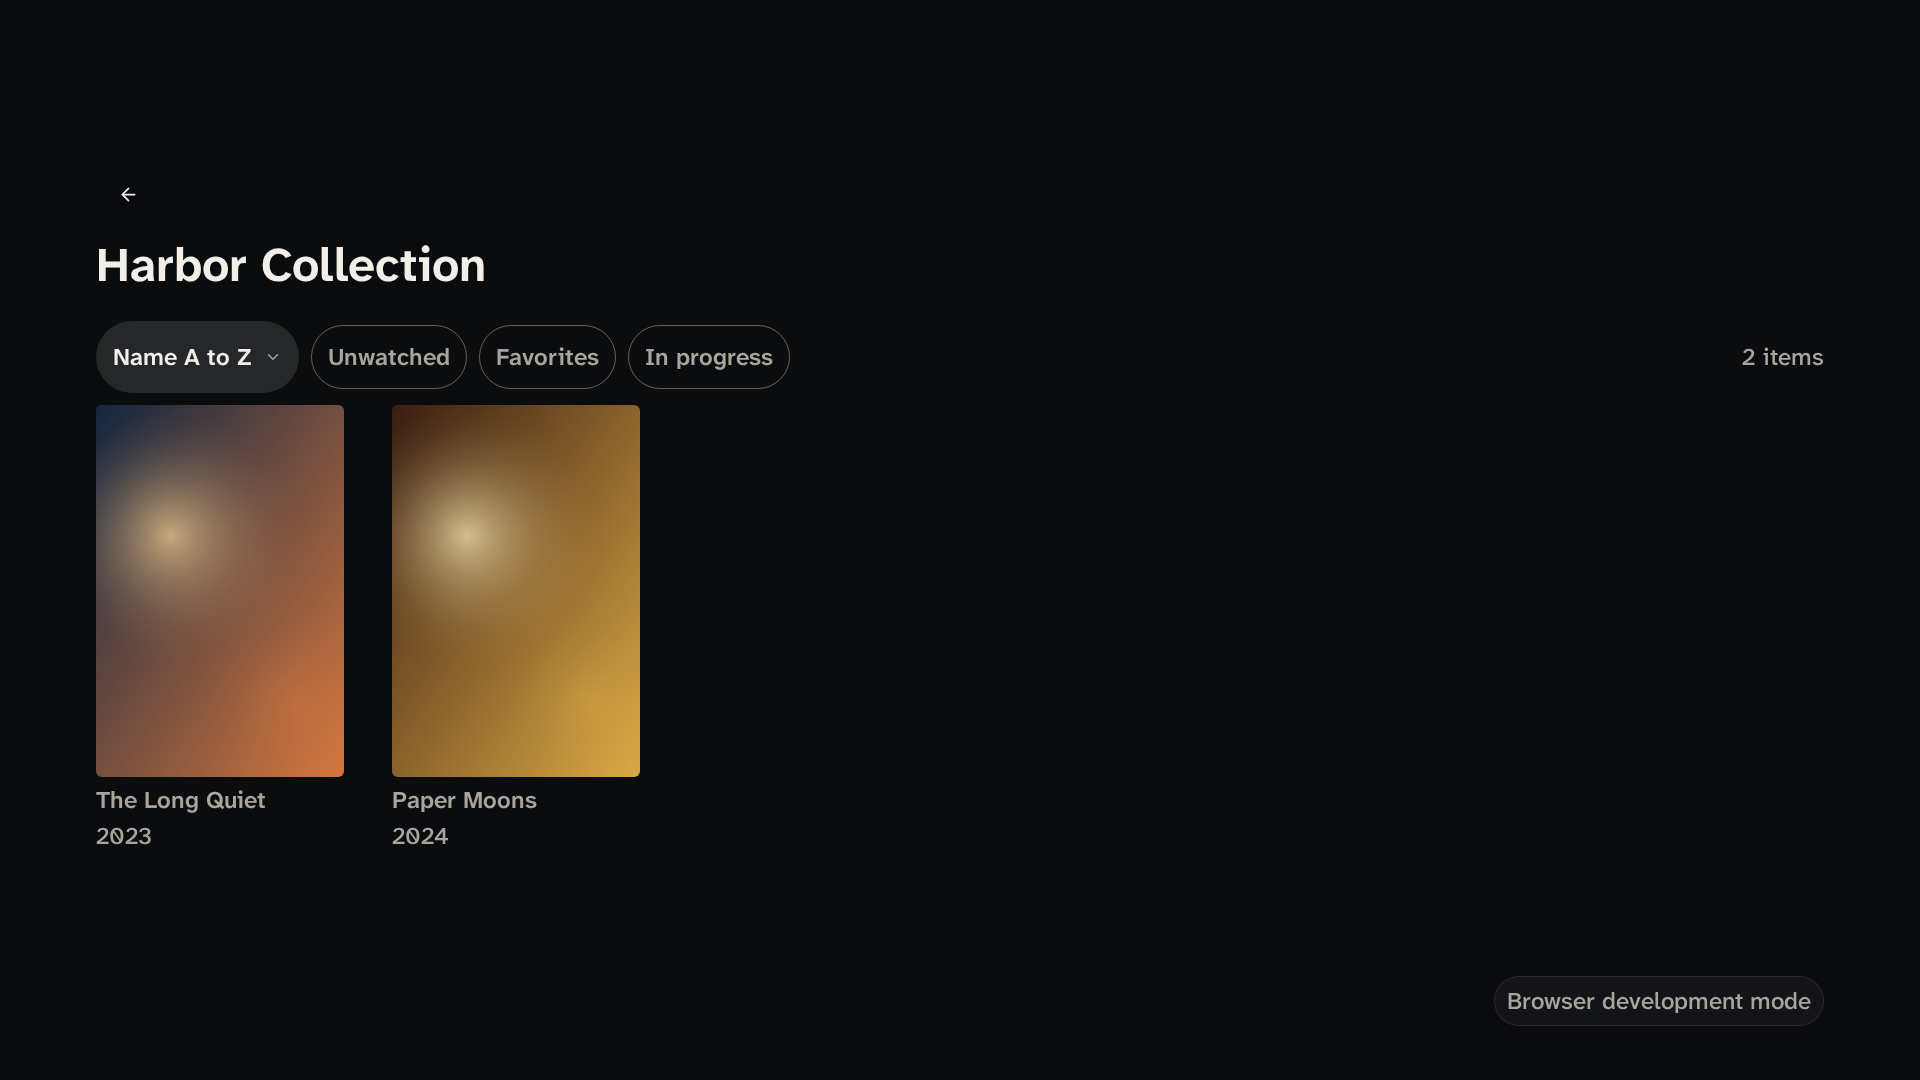 Harbor Collection
Name A to Z
Unwatched
Favorites
In progress
2 items
The Long Quiet
2023
Paper Moons
2024
Browser development mode